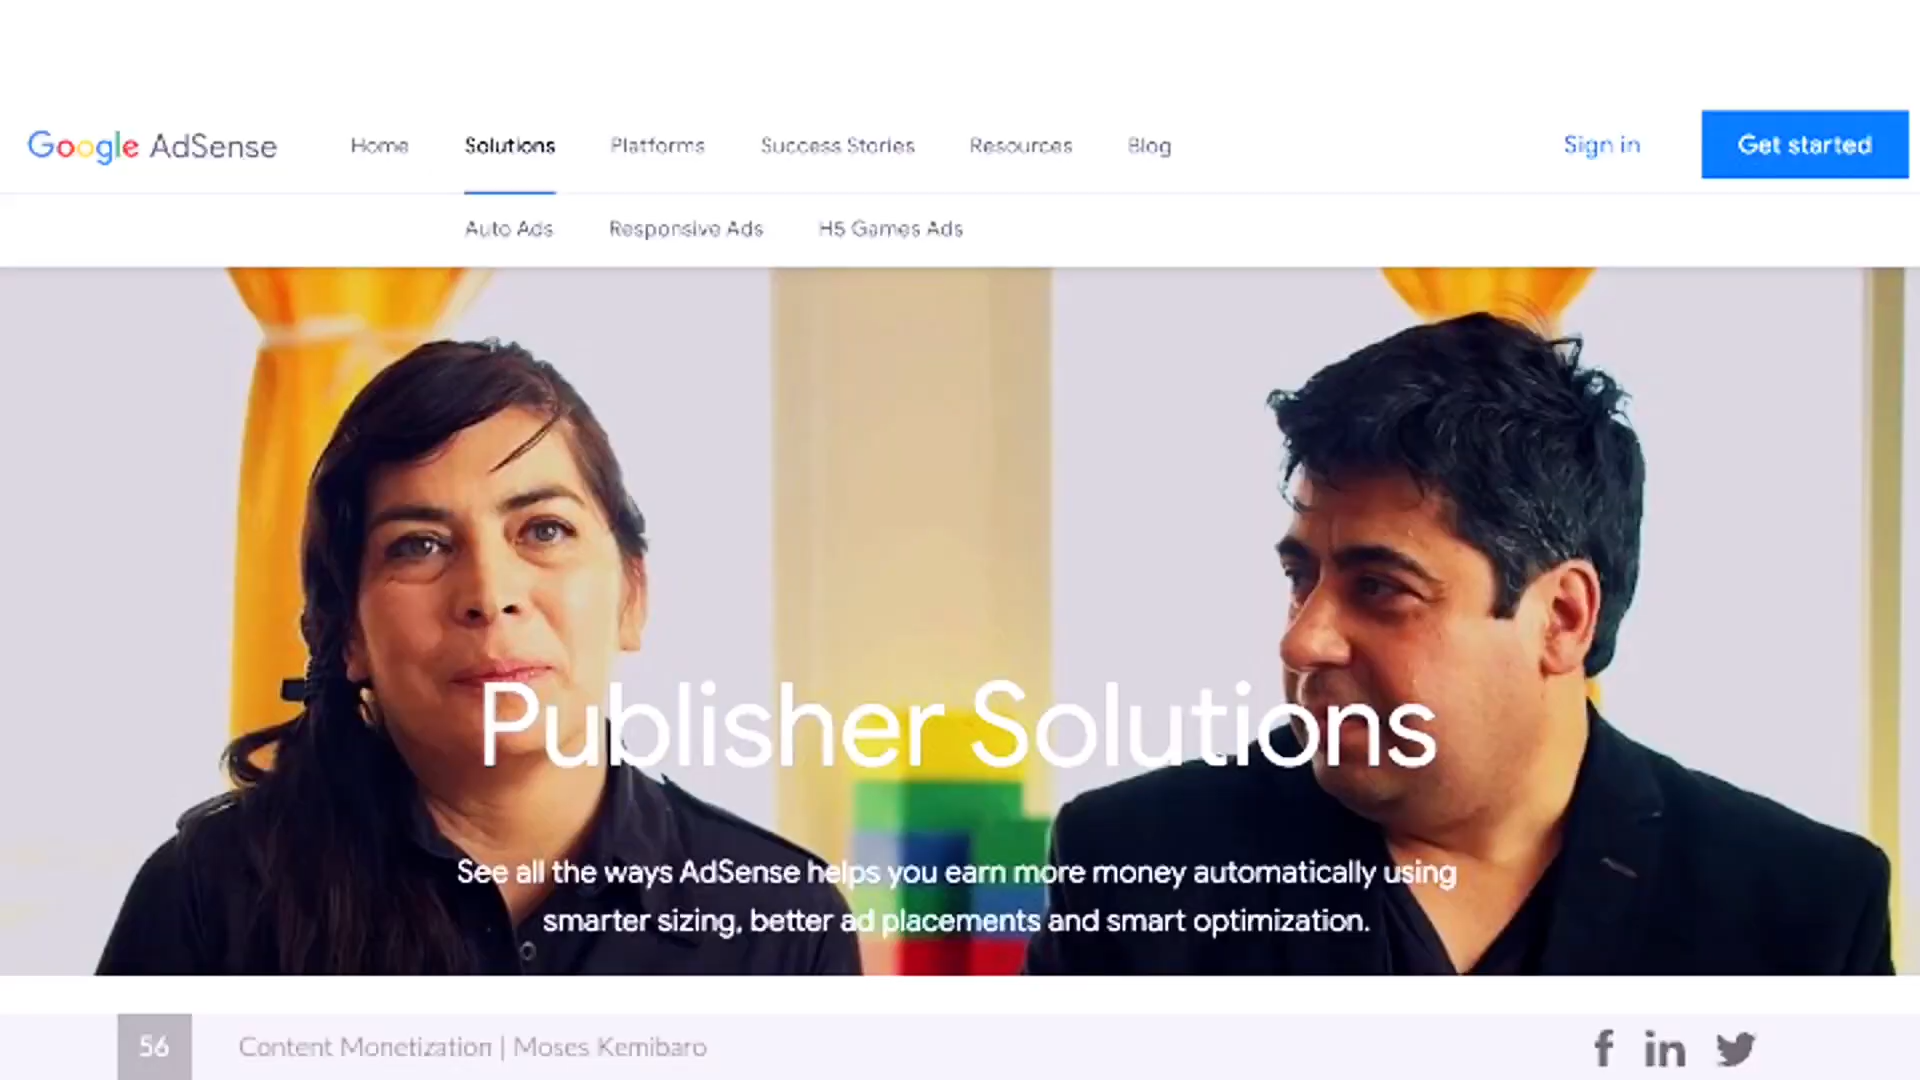 Google AdSense Home Solutions Platforms Success Stories Resources Blog Sign in Get started
Auto Ads Responsive Ads H5 Games Ads
Publisher Solutions
See all the ways AdSense helps you earn more money automatically using
smarter sizing, better ad placements and smart optimization.
56 Content Monetization | Moses Kemibaro